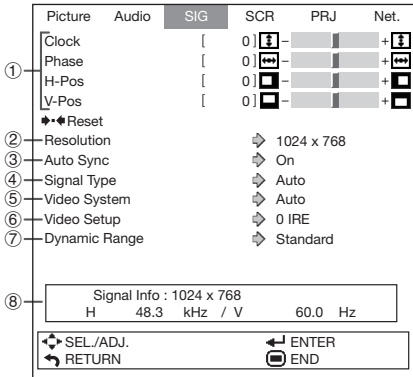 Picture Audio SIG SCR PRJ Net.
① Clock [ 0 ] - +
Phase [ 0 ] - +
H-Pos [ 0 ] - +
V-Pos [ 0 ] - +
Reset
② Resolution 1024 x 768
③ Auto Sync On
④ Signal Type Auto
⑤ Video System Auto
⑥ Video Setup 0 IRE
⑦ Dynamic Range Standard
⑧ Signal Info : 1024 x 768
H 48.3 kHz / V 60.0 Hz
SEL./ADJ. ENTER
RETURN END